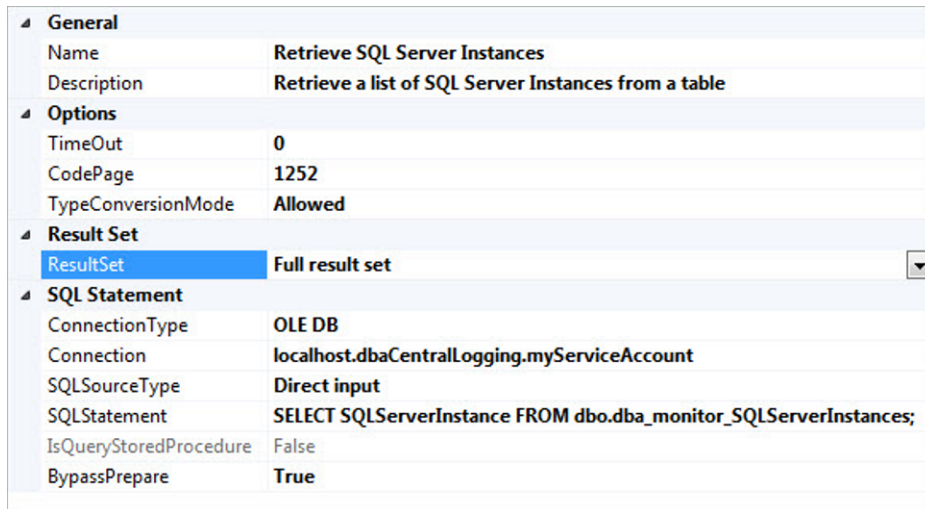 General
Name Retrieve SQL Server Instances
Description Retrieve a list of SQL Server Instances from a table
Options
TimeOut 0
CodePage 1252
TypeConversionMode Allowed
Result Set
ResultSet Full result set
SQL Statement
ConnectionType OLE DB
Connection localhost.dbaCentralLogging.myServiceAccount
SQLSourceType Direct input
SQLStatement SELECT SQLServerInstance FROM dbo.dba_monitor_SQLServerInstances;
IsQueryStoredProcedure False
BypassPrepare True